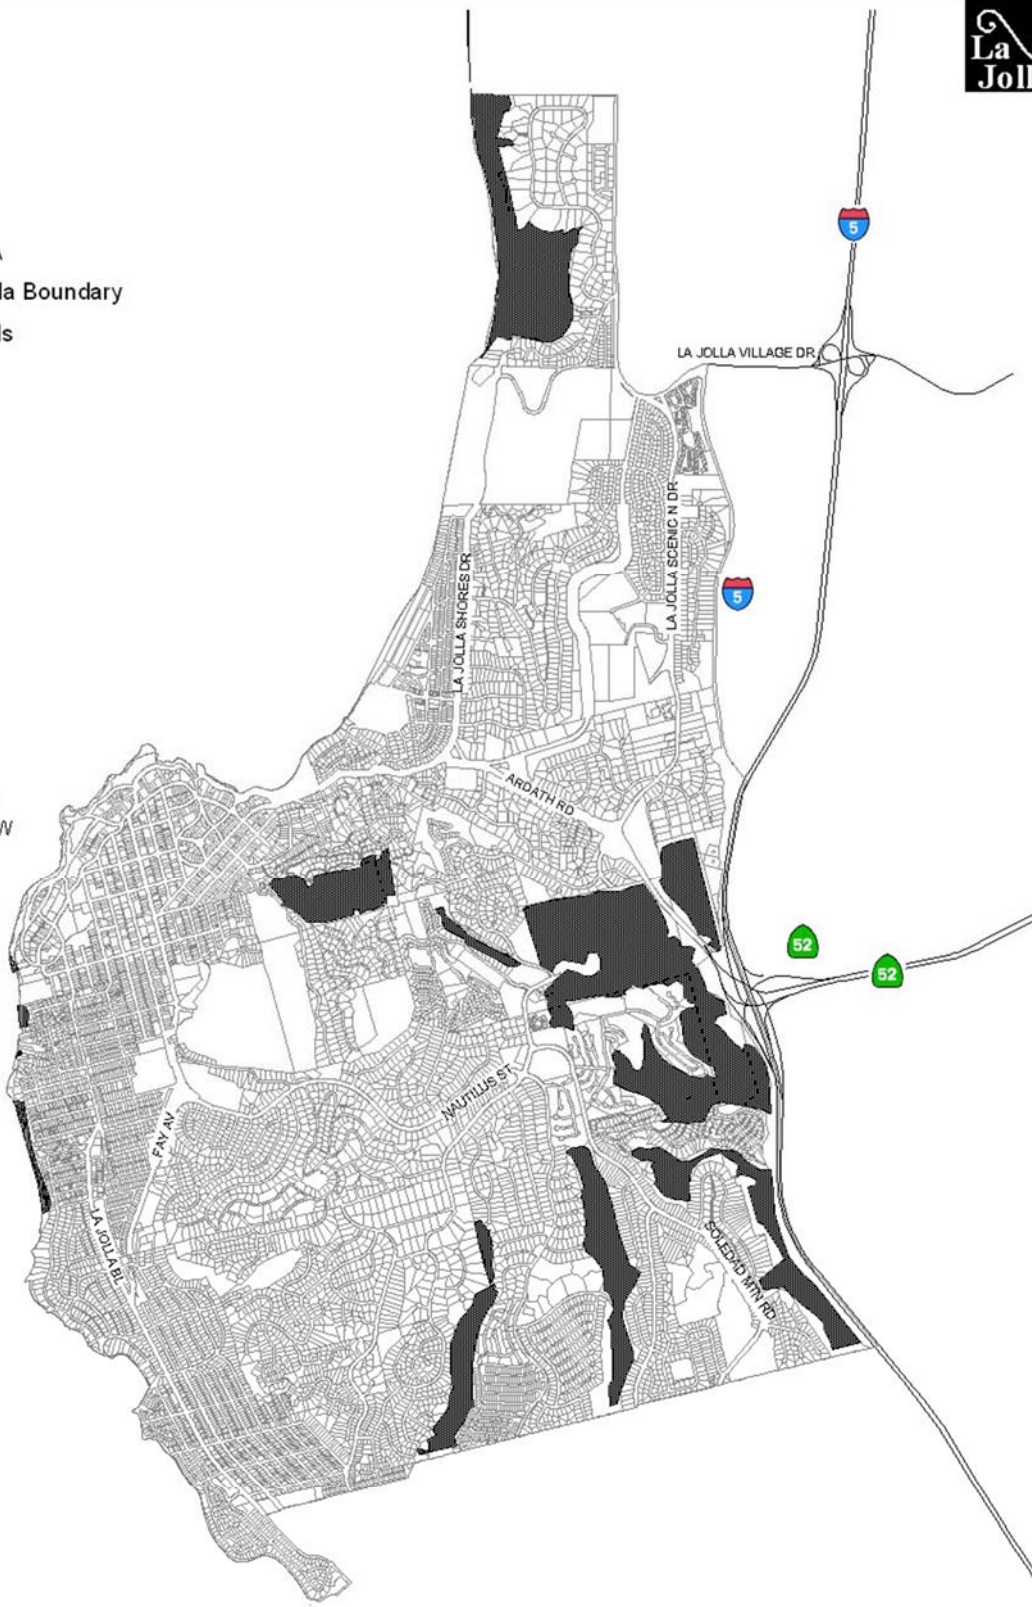 La
Joll
5
la Boundary
ls
LA JOLLA VILLAGE DR
LA JOLLA SCENIC N DR
LA JOLLA SHORES DR
5
ARDATH RD
W
52
52
NAUTILUS ST
FAY AV
LA JOLLA BL
SOLEDAD MTN RD